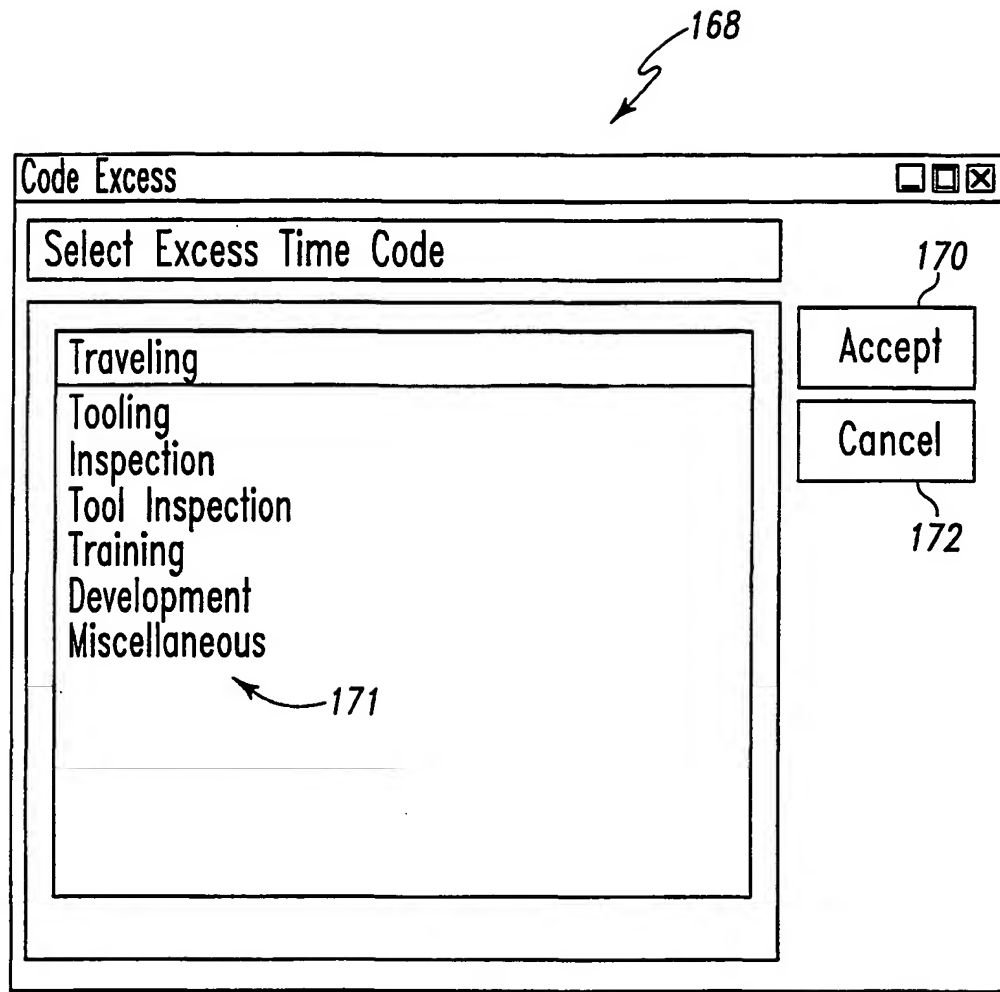 168
Code Excess
Select Excess Time Code
170
Accept
Traveling
Tooling
Cancel
Inspection
Tool Inspection
172
Training
Development
Miscellaneous
171